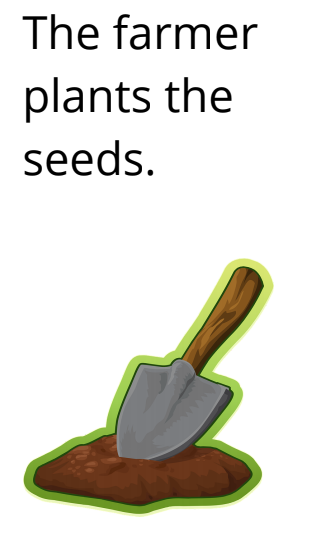 The farmer
plants the
seeds.